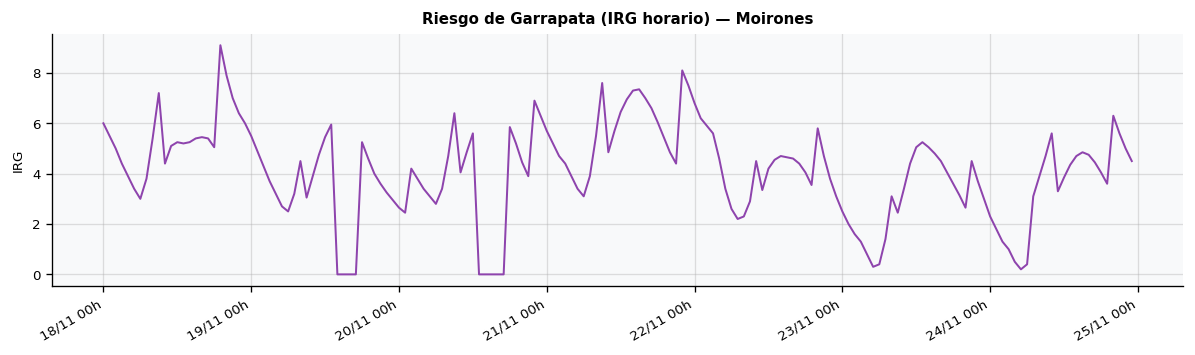 Riesgo de Garrapata (IRG horario) — Moirones
IRG
8
6
4
2
0
18/11 00h
19/11 00h
20/11 00h
21/11 00h
22/11 00h
23/11 00h
24/11 00h
25/11 00h